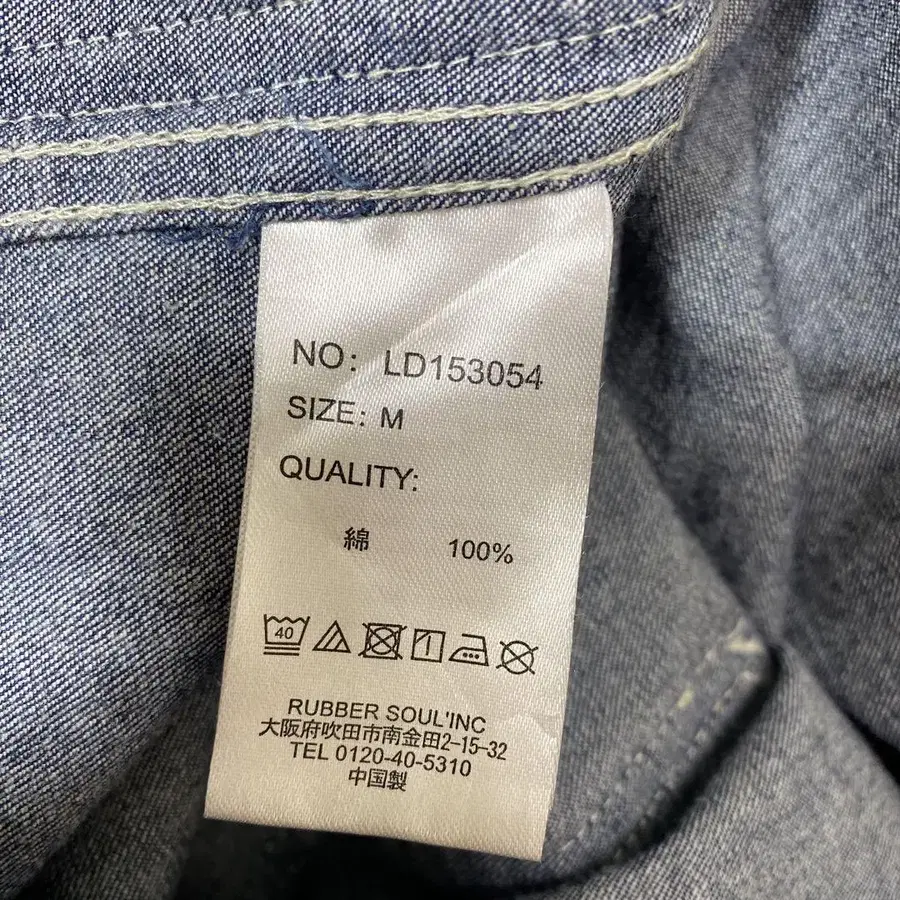 NO: LD153054
SIZE: M
QUALITY:
綿 100%
40
RUBBER SOUL'INC
大阪府吹田市南金田2-15-32
TEL 0120-40-5310
中国製